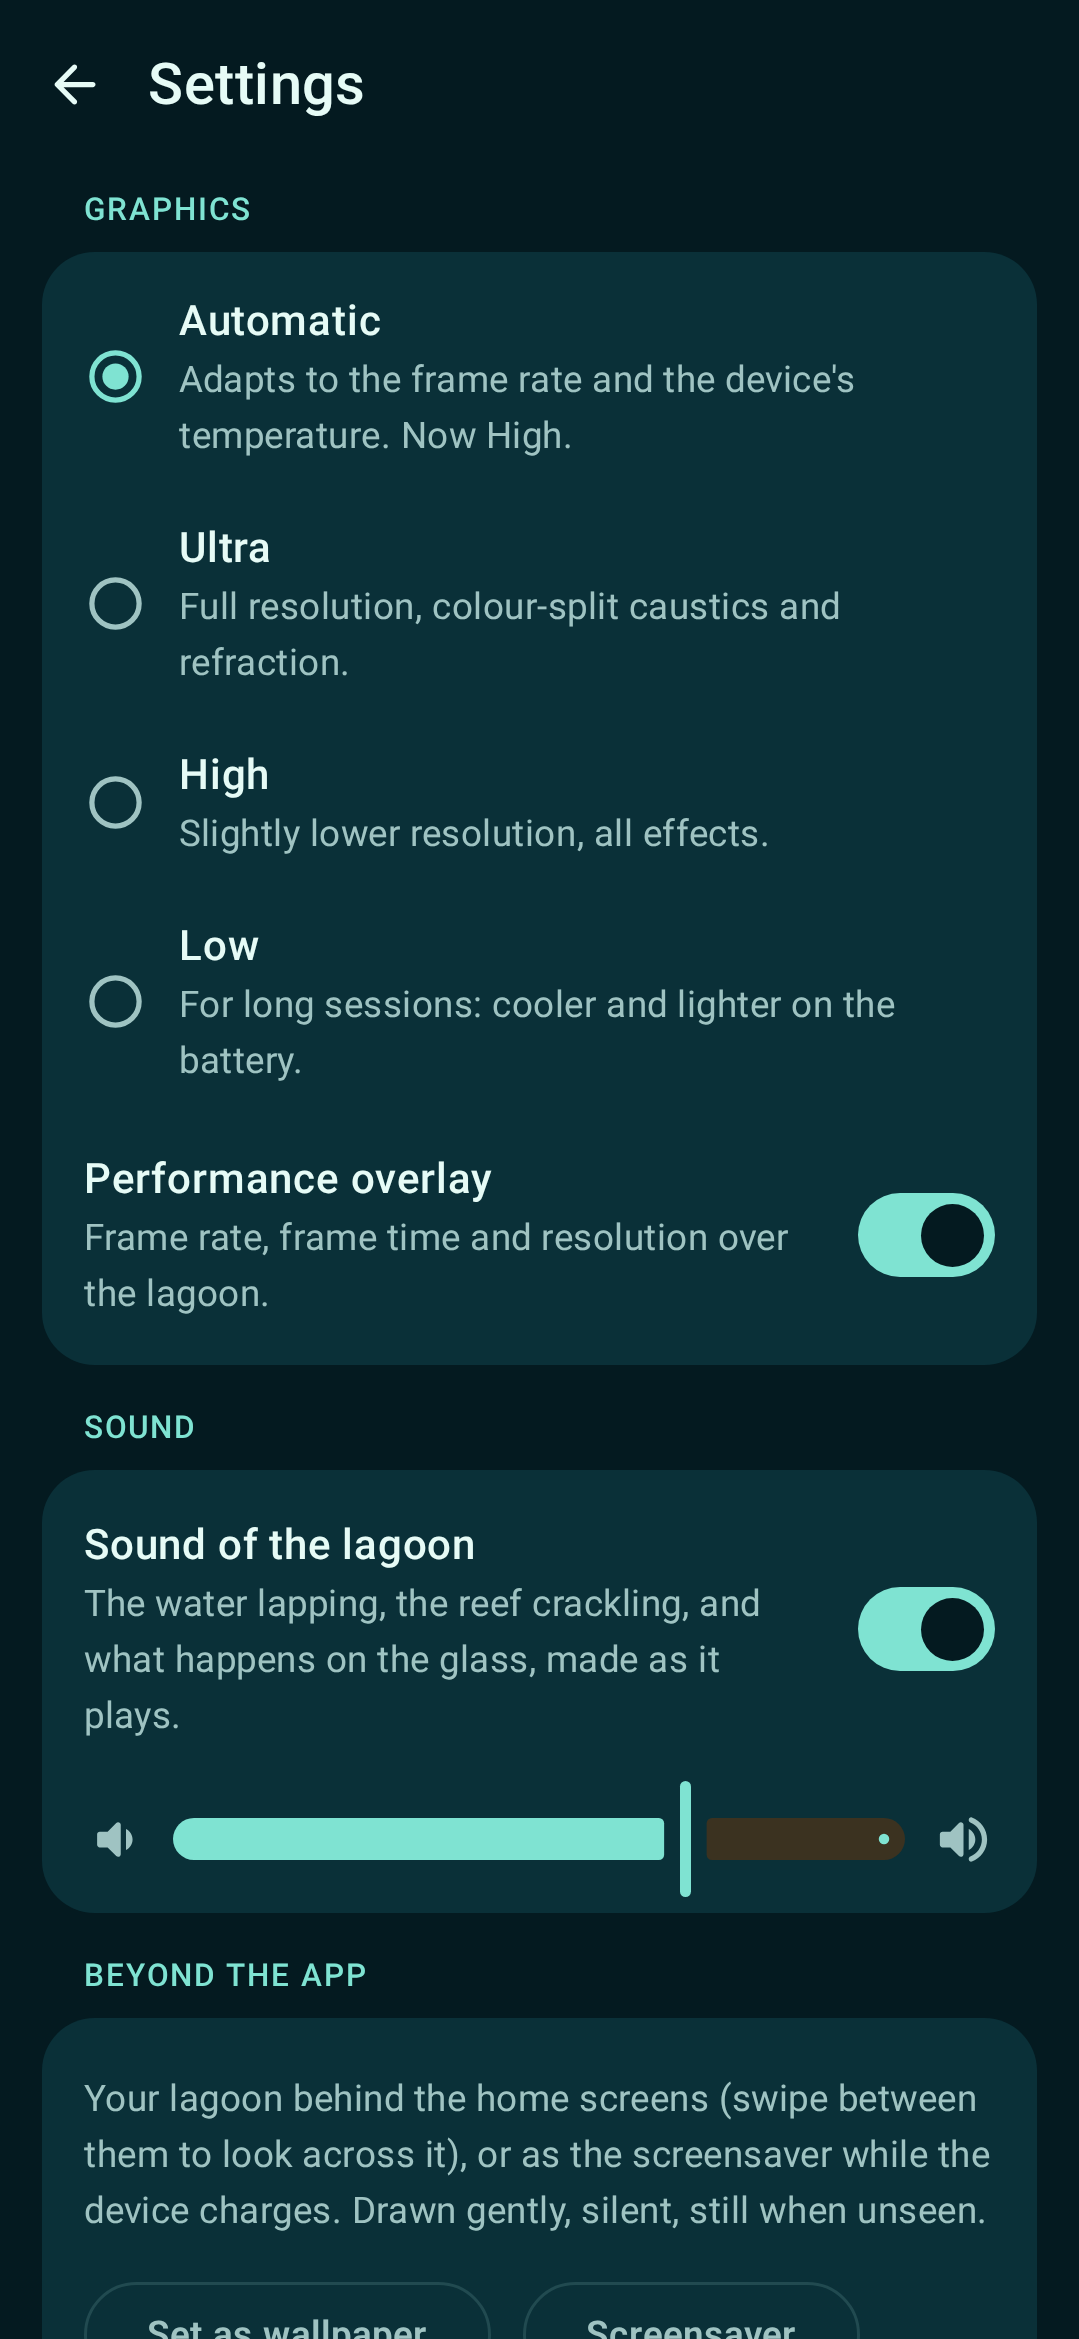 Settings
GRAPHICS
Automatic
Adapts to the frame rate and the device's
temperature. Now High.
Ultra
Full resolution, colour-split caustics and
refraction.
High
Slightly lower resolution, all effects.
Low
For long sessions: cooler and lighter on the
battery.
Performance overlay
Frame rate, frame time and resolution over
the lagoon.
SOUND
Sound of the lagoon
The water lapping, the reef crackling, and
what happens on the glass, made as it
plays.
BEYOND THE APP
Your lagoon behind the home screens (swipe between
them to look across it), or as the screensaver while the
device charges. Drawn gently, silent, still when unseen.
Set as wallpaper
Screensaver